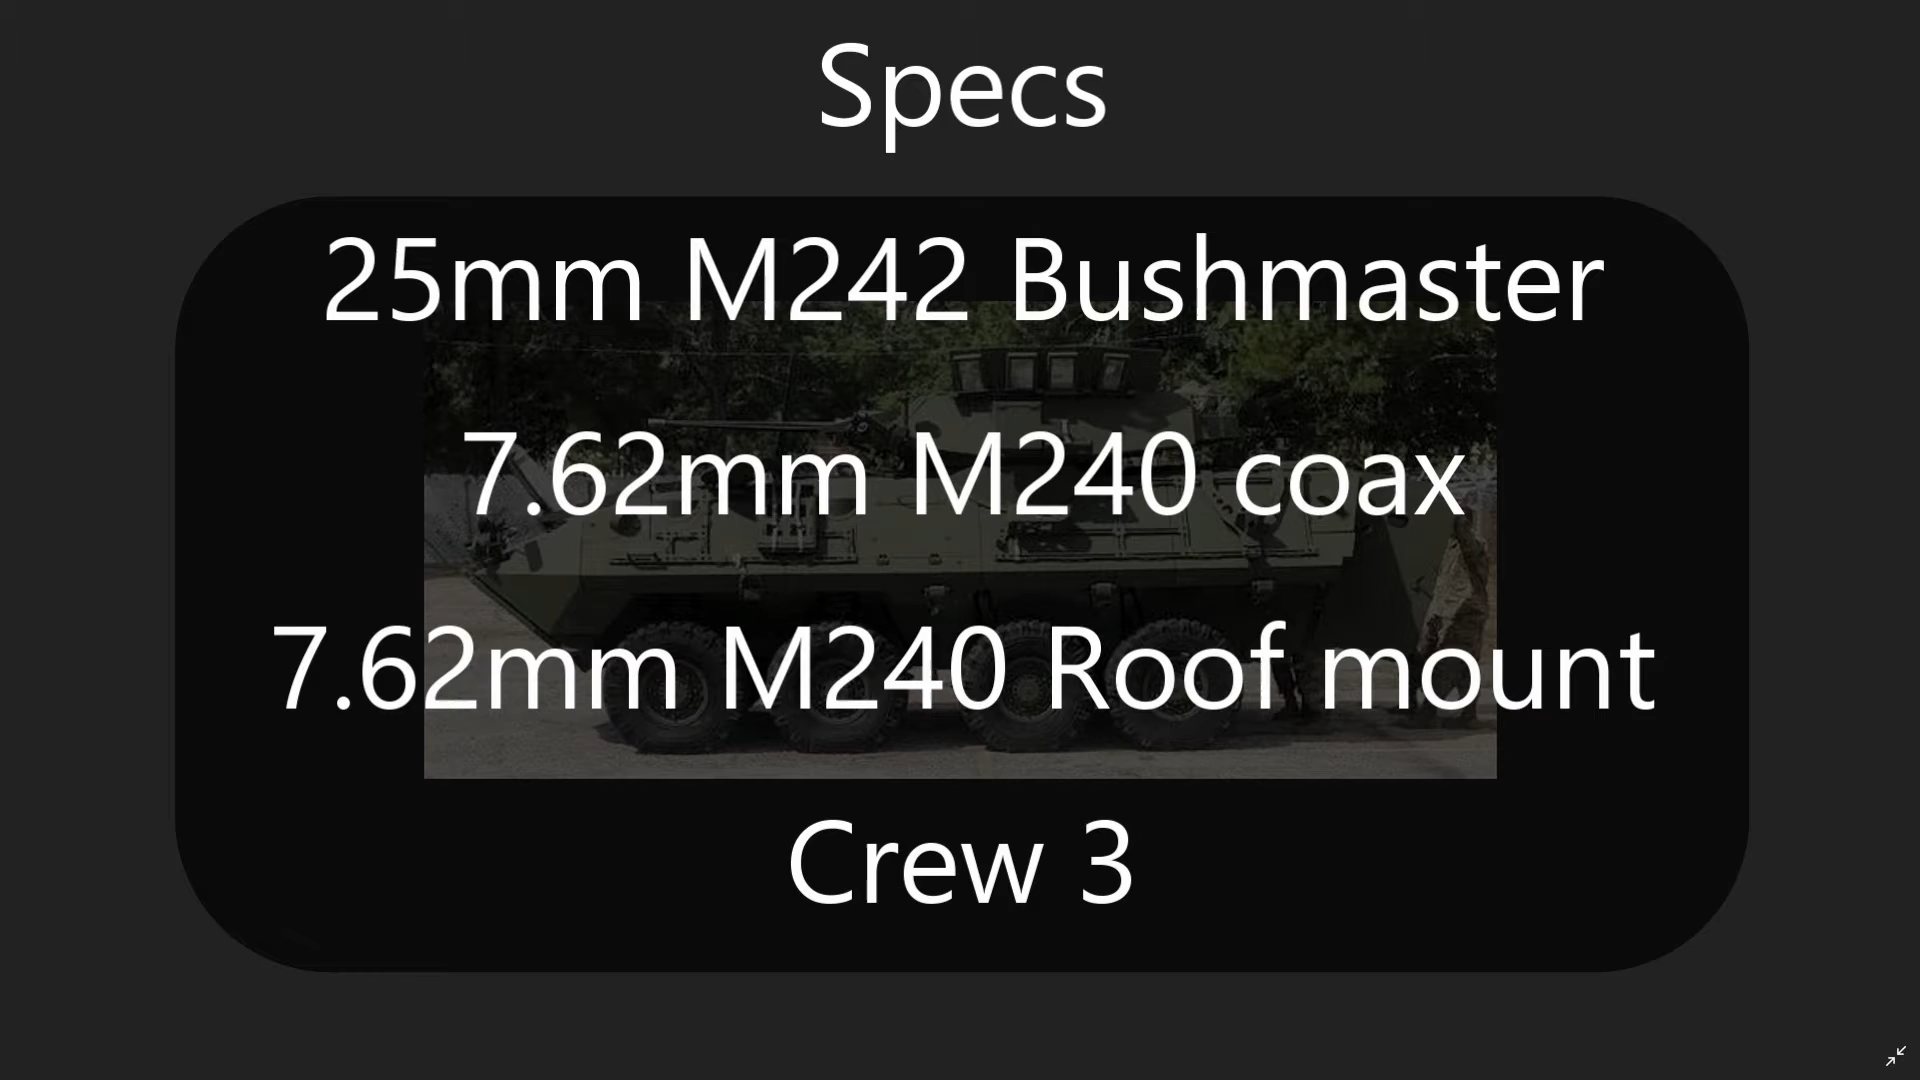 Specs
25mm M242 Bushmaster
7.62mm M240 coax
7.62mm M240 Roof mount
Crew 3